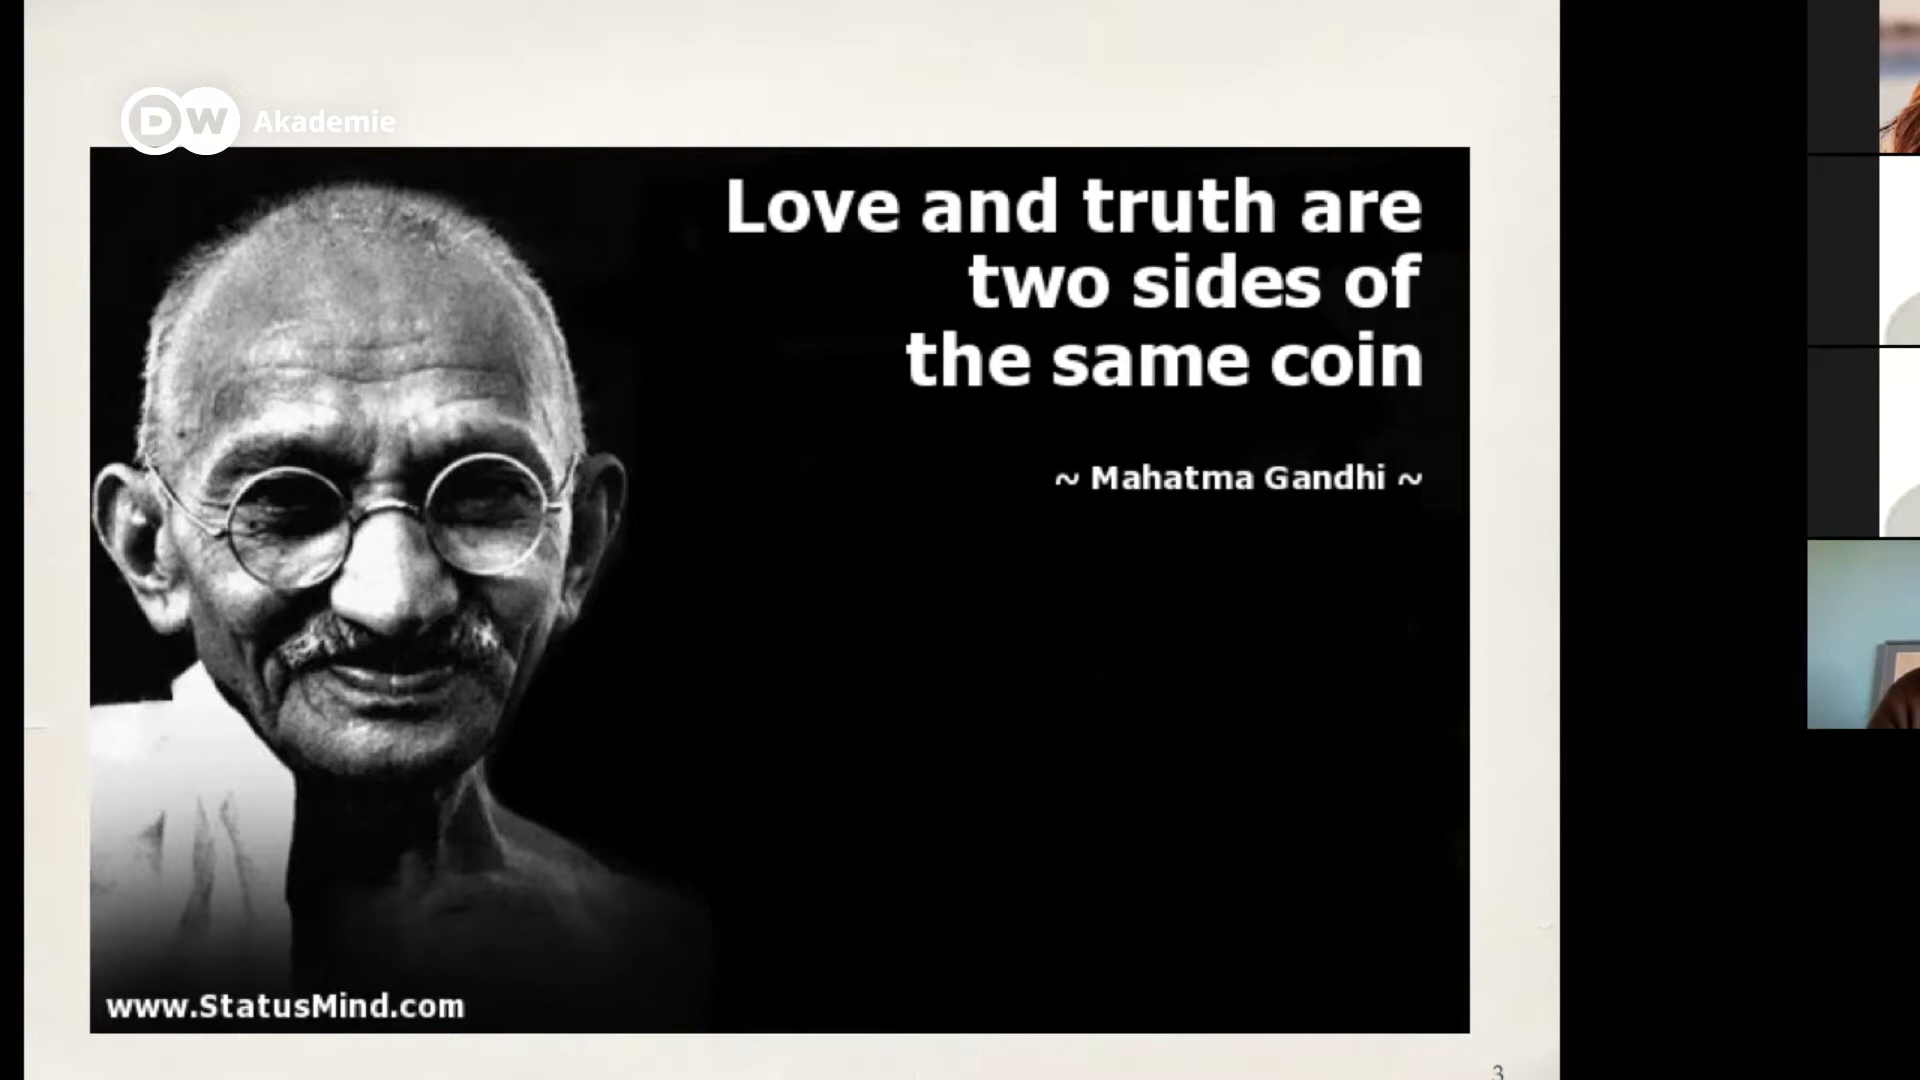 DW Akademie
Love and truth are
two sides of
the same coin
~ Mahatma Gandhi ~
www.StatusMind.com
3